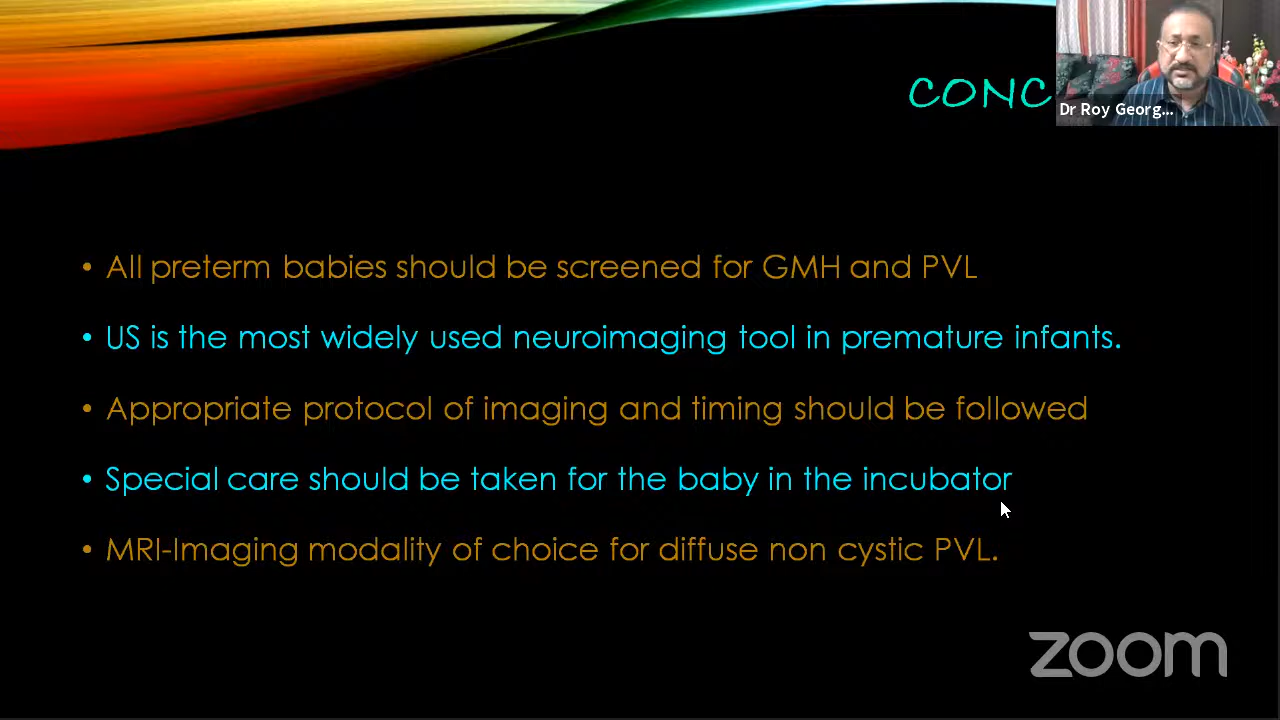 CONC
Dr Roy Georg...
• All preterm babies should be screened for GMH and PVL
• US is the most widely used neuroimaging tool in premature infants.
• Appropriate protocol of imaging and timing should be followed
• Special care should be taken for the baby in the incubator
• MRI-Imaging modality of choice for diffuse non cystic PVL.
zoom